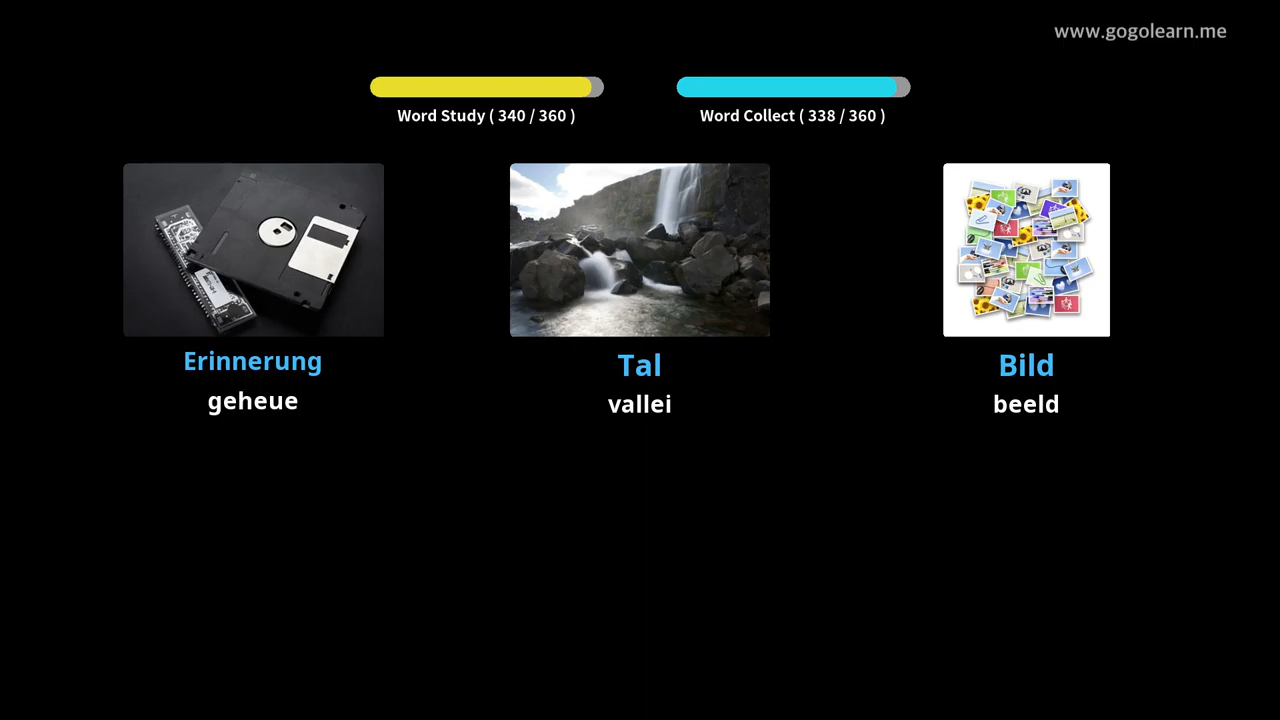 www.gogolearn.me
Word Study ( 340 / 360 )
Word Collect ( 338 / 360 )
Erinnerung
geheue
Tal
vallei
Bild
beeld